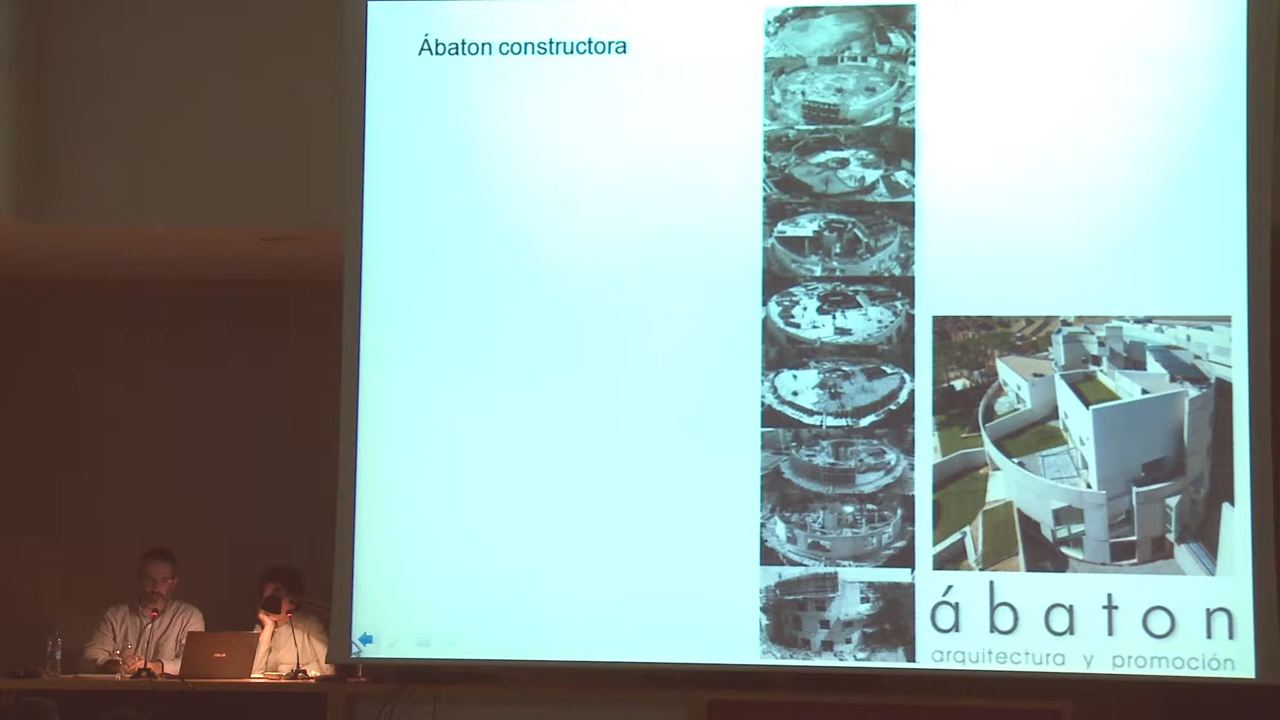 Ábaton constructora
ábaton
arquitectura y promoción